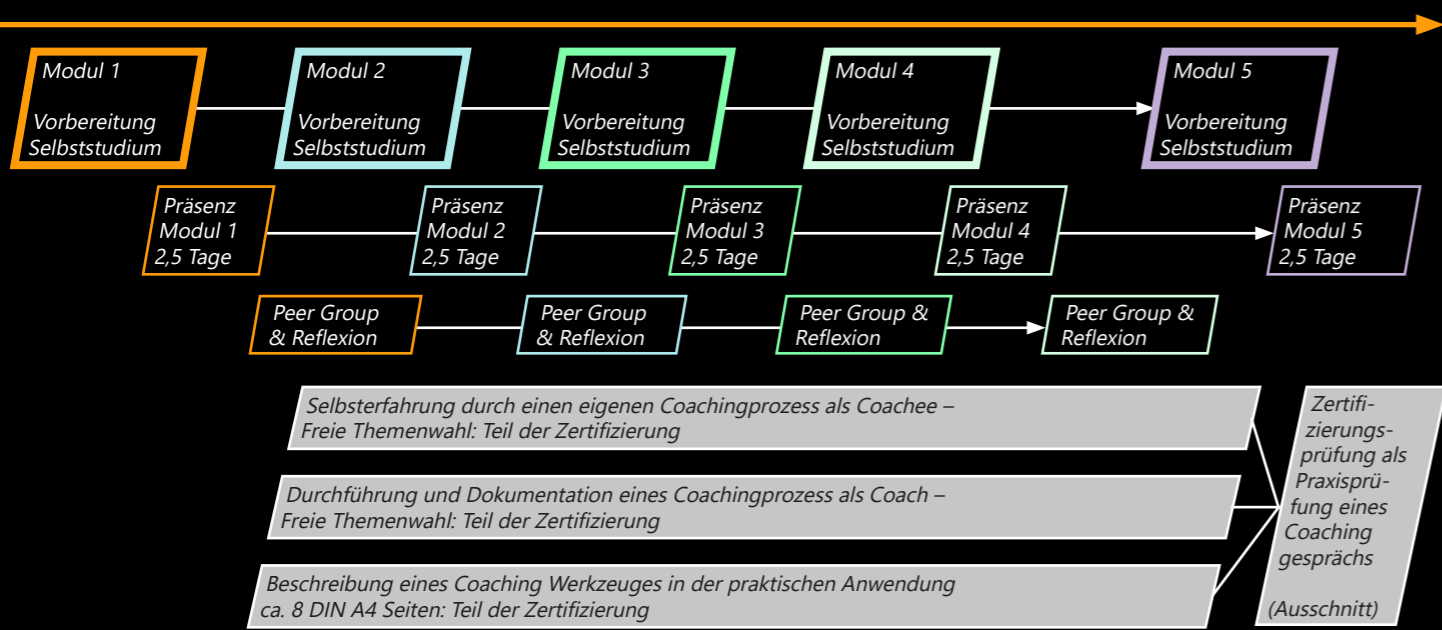 Modul 1
Vorbereitung
Selbststudium
Modul 2
Vorbereitung
Selbststudium
Modul 3
Vorbereitung
Selbststudium
Modul 4
Vorbereitung
Selbststudium
Modul 5
Vorbereitung
Selbststudium
Präsenz
Modul 1
2,5 Tage
Präsenz
Modul 2
2,5 Tage
Präsenz
Modul 3
2,5 Tage
Präsenz
Modul 4
2,5 Tage
Präsenz
Modul 5
2,5 Tage
Peer Group
& Reflexion
Peer Group
& Reflexion
Peer Group &
Reflexion
Peer Group &
Reflexion
Selbsterfahrung durch einen eigenen Coachingprozess als Coachee –
Freie Themenwahl: Teil der Zertifizierung
Durchführung und Dokumentation eines Coachingprozess als Coach –
Freie Themenwahl: Teil der Zertifizierung
Beschreibung eines Coaching Werkzeuges in der praktischen Anwendung
ca. 8 DIN A4 Seiten: Teil der Zertifizierung
Zertifi-
zierungs-
prüfung als
Praxisprü-
fung eines
Coaching
gesprächs
(Ausschnitt)